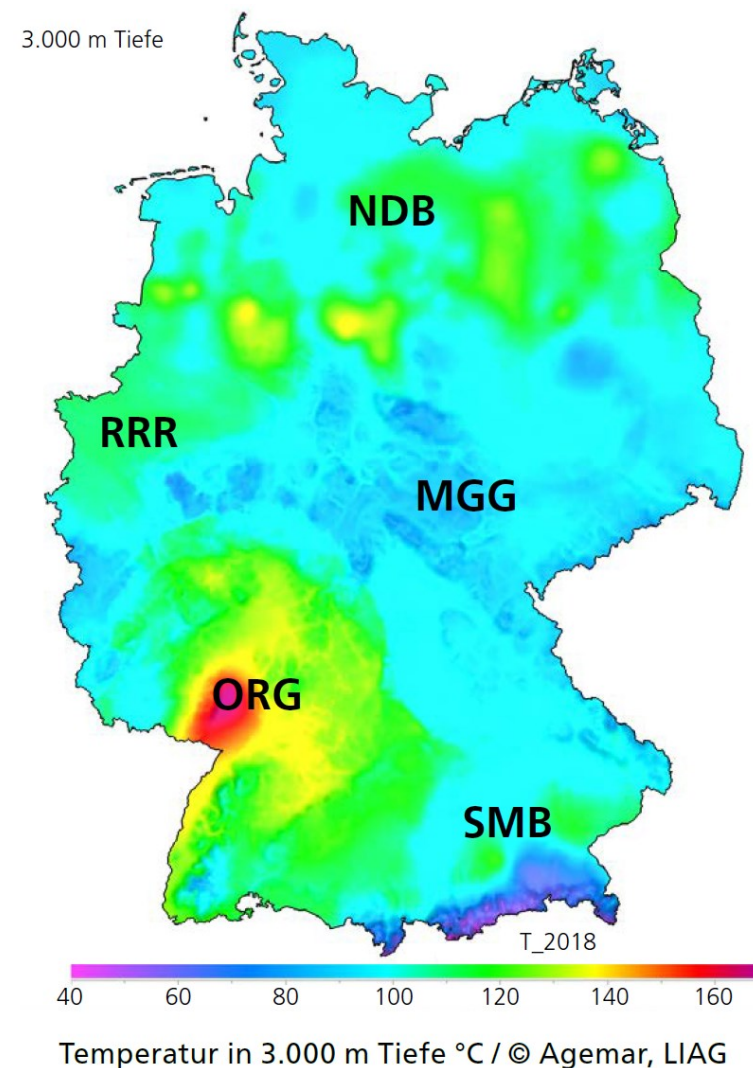 3.000 m Tiefe
NDB
RRR
MGG
ORG
SMB
T_2018
40 60 80 100 120 140 160
Temperatur in 3.000 m Tiefe °C / © Agemar, LIAG